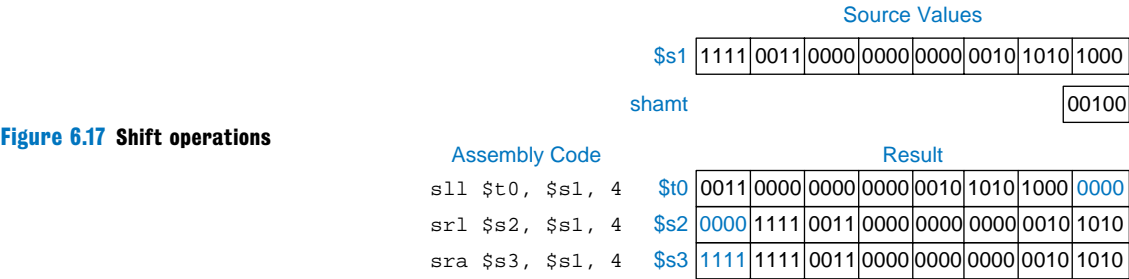 Source Values
$s1 1111 0011 0000 0000 0000 0010 1010 1000
shamt 00100
Figure 6.17 Shift operations
Assembly Code Result
sll $t0, $s1, 4 $t0 0011 0000 0000 0000 0010 1010 1000 0000
srl $s2, $s1, 4 $s2 0000 1111 0011 0000 0000 0000 0010 1010
sra $s3, $s1, 4 $s3 1111 1111 0011 0000 0000 0000 0010 1010